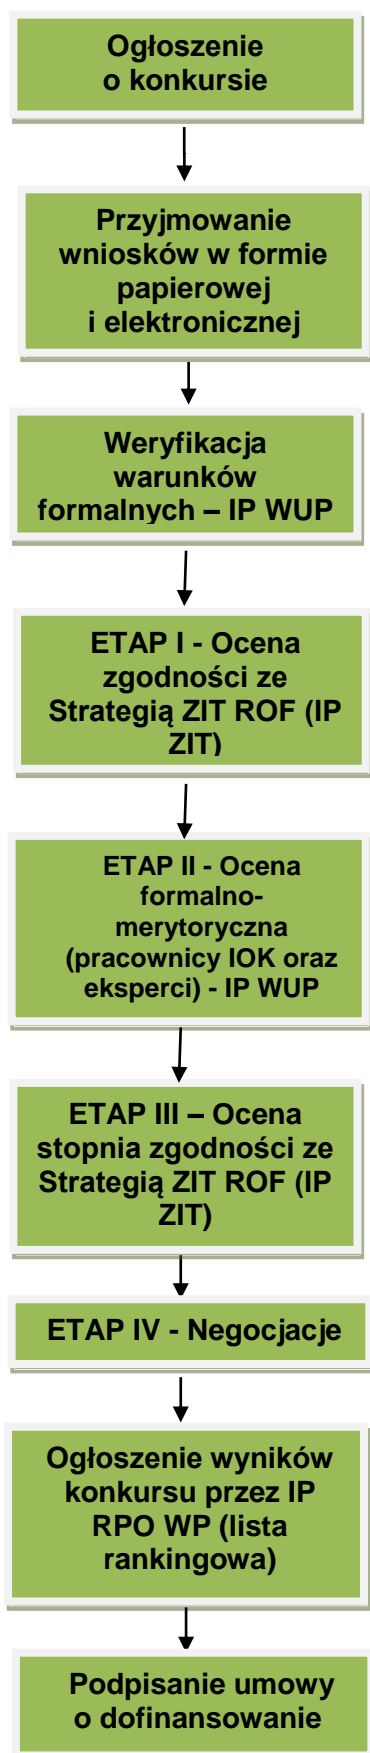 Ogłoszenie
o konkursie
Przyjmowanie
wniosków w formie
papierowej
i elektronicznej
Weryfikacja
warunków
formalnych – IP WUP
ETAP I - Ocena
zgodności ze
Strategią ZIT ROF (IP
ZIT)
ETAP II - Ocena
formalno-
merytoryczna
(pracownicy IOK oraz
eksperci) - IP WUP
ETAP III – Ocena
stopnia zgodności ze
Strategią ZIT ROF (IP
ZIT)
ETAP IV - Negocjacje
Ogłoszenie wyników
konkursu przez IP
RPO WP (lista
rankingowa)
Podpisanie umowy
o dofinansowanie